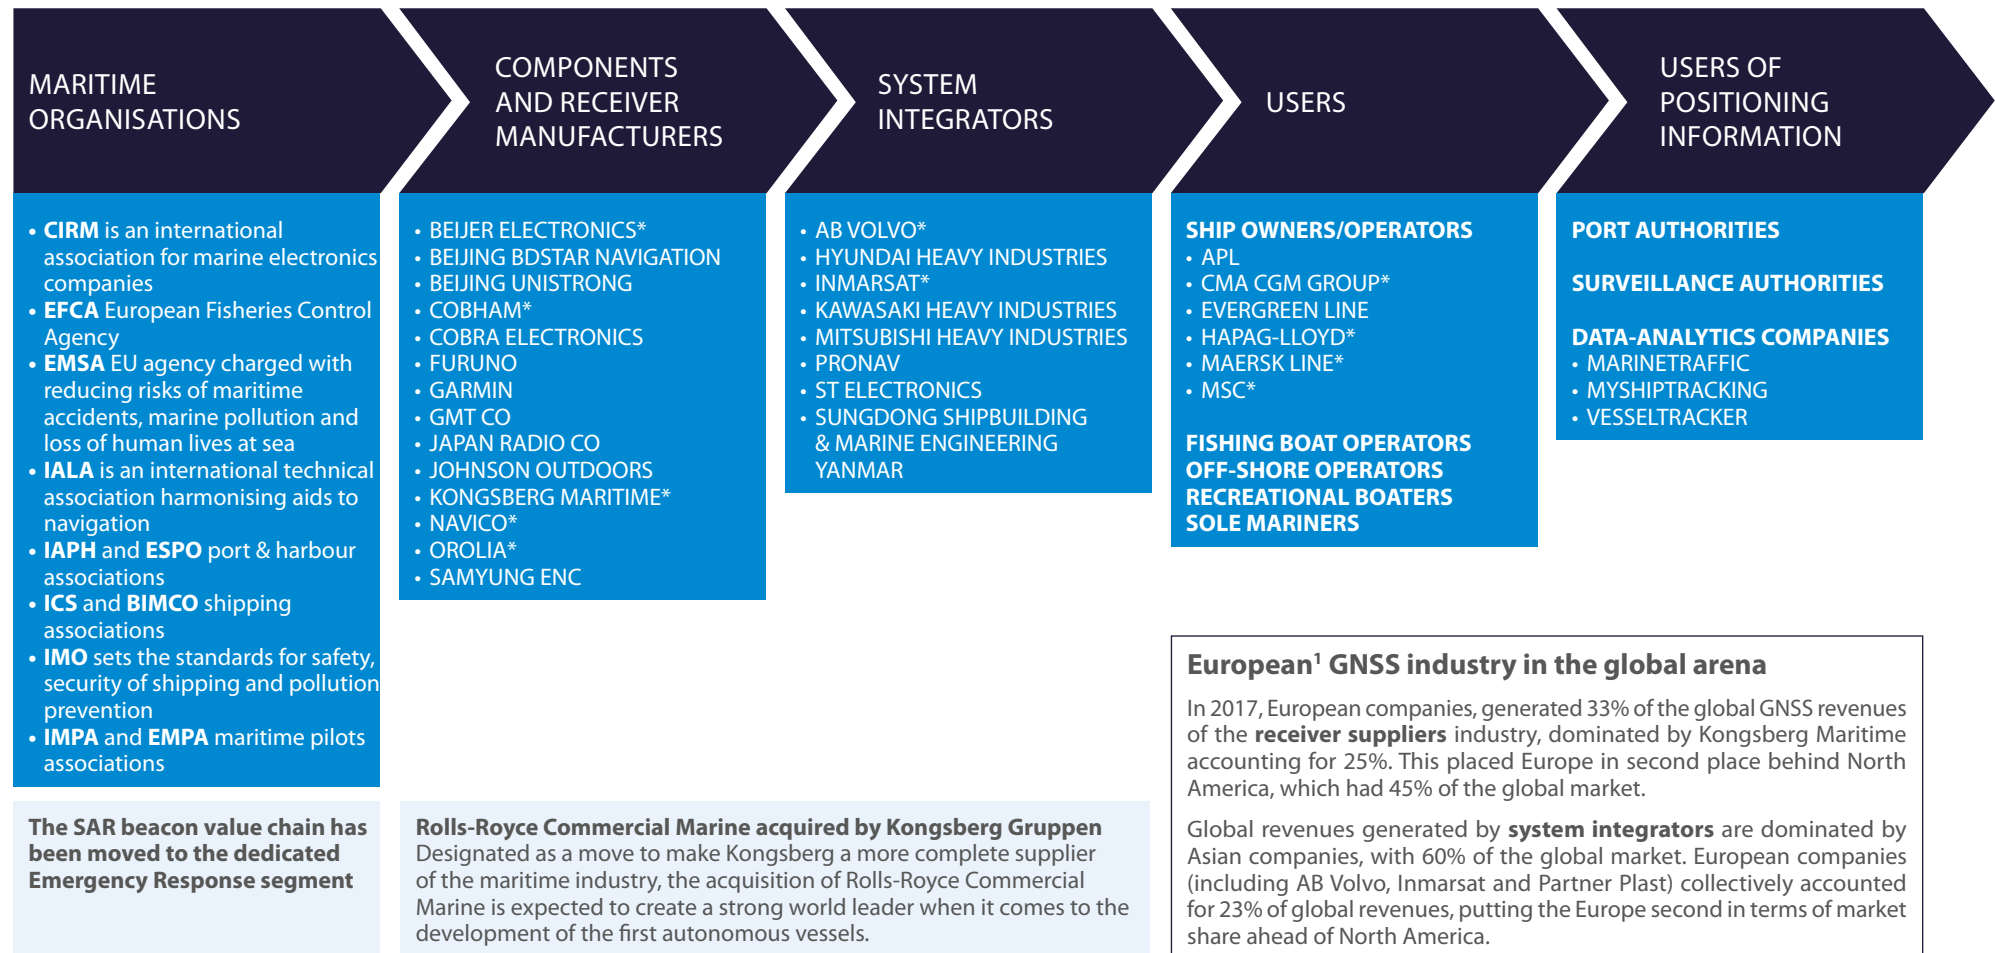 MARITIME
ORGANISATIONS
COMPONENTS
AND RECEIVER
MANUFACTURERS
SYSTEM
INTEGRATORS
USERS
USERS OF
POSITIONING
INFORMATION
• CIRM is an international
association for marine electronics
companies
• EFCA European Fisheries Control
Agency
• EMSA EU agency charged with
reducing risks of maritime
accidents, marine pollution and
loss of human lives at sea
• IALA is an international technical
association harmonising aids to
navigation
• IAPH and ESPO port & harbour
associations
• ICS and BIMCO shipping
associations
• IMO sets the standards for safety,
security of shipping and pollution
prevention
• IMPA and EMPA maritime pilots
associations
• BEIJER ELECTRONICS*
• BEIJING BDSTAR NAVIGATION
• BEIJING UNISTRONG
• COBHAM*
• COBRA ELECTRONICS
• FURUNO
• GARMIN
• GMT CO
• JAPAN RADIO CO
• JOHNSON OUTDOORS
• KONGSBERG MARITIME*
• NAVICO*
• OROLIA*
• SAMYUNG ENC
• AB VOLVO*
• HYUNDAI HEAVY INDUSTRIES
• INMARSAT*
• KAWASAKI HEAVY INDUSTRIES
• MITSUBISHI HEAVY INDUSTRIES
• PRONAV
• ST ELECTRONICS
• SUNGDONG SHIPBUILDING
& MARINE ENGINEERING
YANMAR
SHIP OWNERS/OPERATORS
• APL
• CMA CGM GROUP*
• EVERGREEN LINE
• HAPAG-LLOYD*
• MAERSK LINE*
• MSC*
FISHING BOAT OPERATORS
OFF-SHORE OPERATORS
RECREATIONAL BOATERS
SOLE MARINERS
PORT AUTHORITIES
SURVEILLANCE AUTHORITIES
DATA-ANALYTICS COMPANIES
• MARINETRAFFIC
• MYSHIPTRACKING
• VESSELTRACKER
The SAR beacon value chain has
been moved to the dedicated
Emergency Response segment
Rolls-Royce Commercial Marine acquired by Kongsberg Gruppen
Designated as a move to make Kongsberg a more complete supplier
of the maritime industry, the acquisition of Rolls-Royce Commercial
Marine is expected to create a strong world leader when it comes to the
development of the first autonomous vessels.
European¹ GNSS industry in the global arena
In 2017, European companies, generated 33% of the global GNSS revenues
of the receiver suppliers industry, dominated by Kongsberg Maritime
accounting for 25%. This placed Europe in second place behind North
America, which had 45% of the global market.
Global revenues generated by system integrators are dominated by
Asian companies, with 60% of the global market. European companies
(including AB Volvo, Inmarsat and Partner Plast) collectively accounted
for 23% of global revenues, putting the Europe second in terms of market
share ahead of North America.